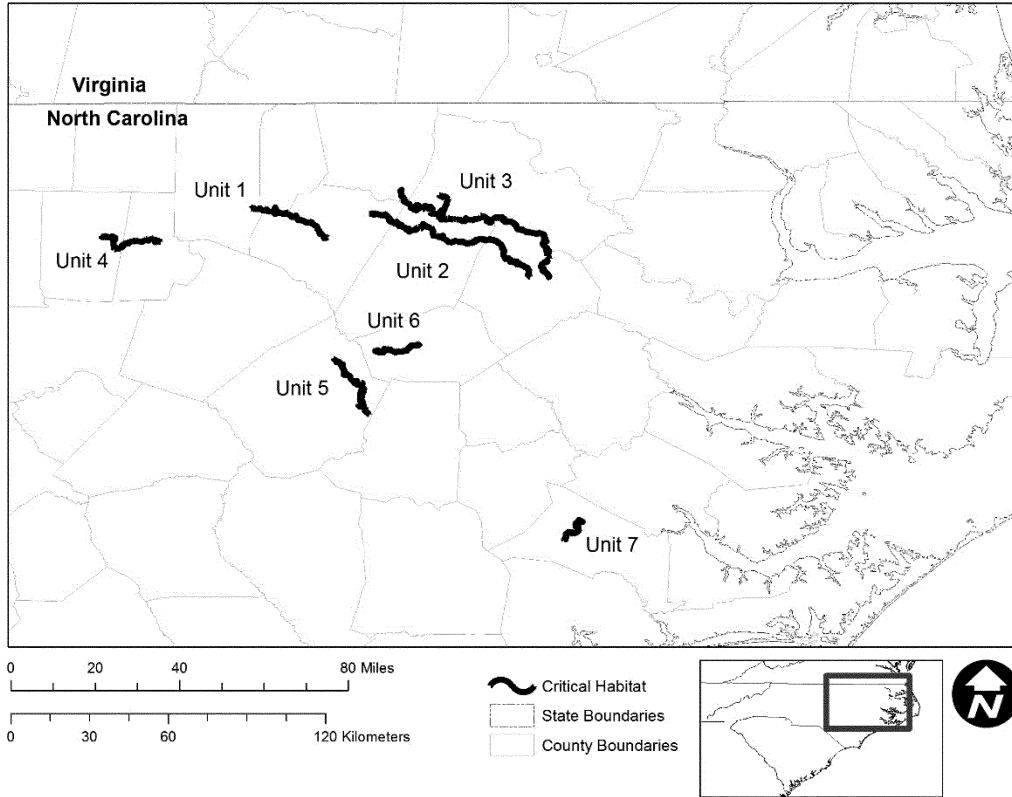 Virginia
North Carolina
Unit 1
Unit 3
Unit 4
Unit 2
Unit 6
Unit 5
Unit 7
0 20 40 80 Miles
0 30 60 120 Kilometers
Critical Habitat
State Boundaries
County Boundaries
N